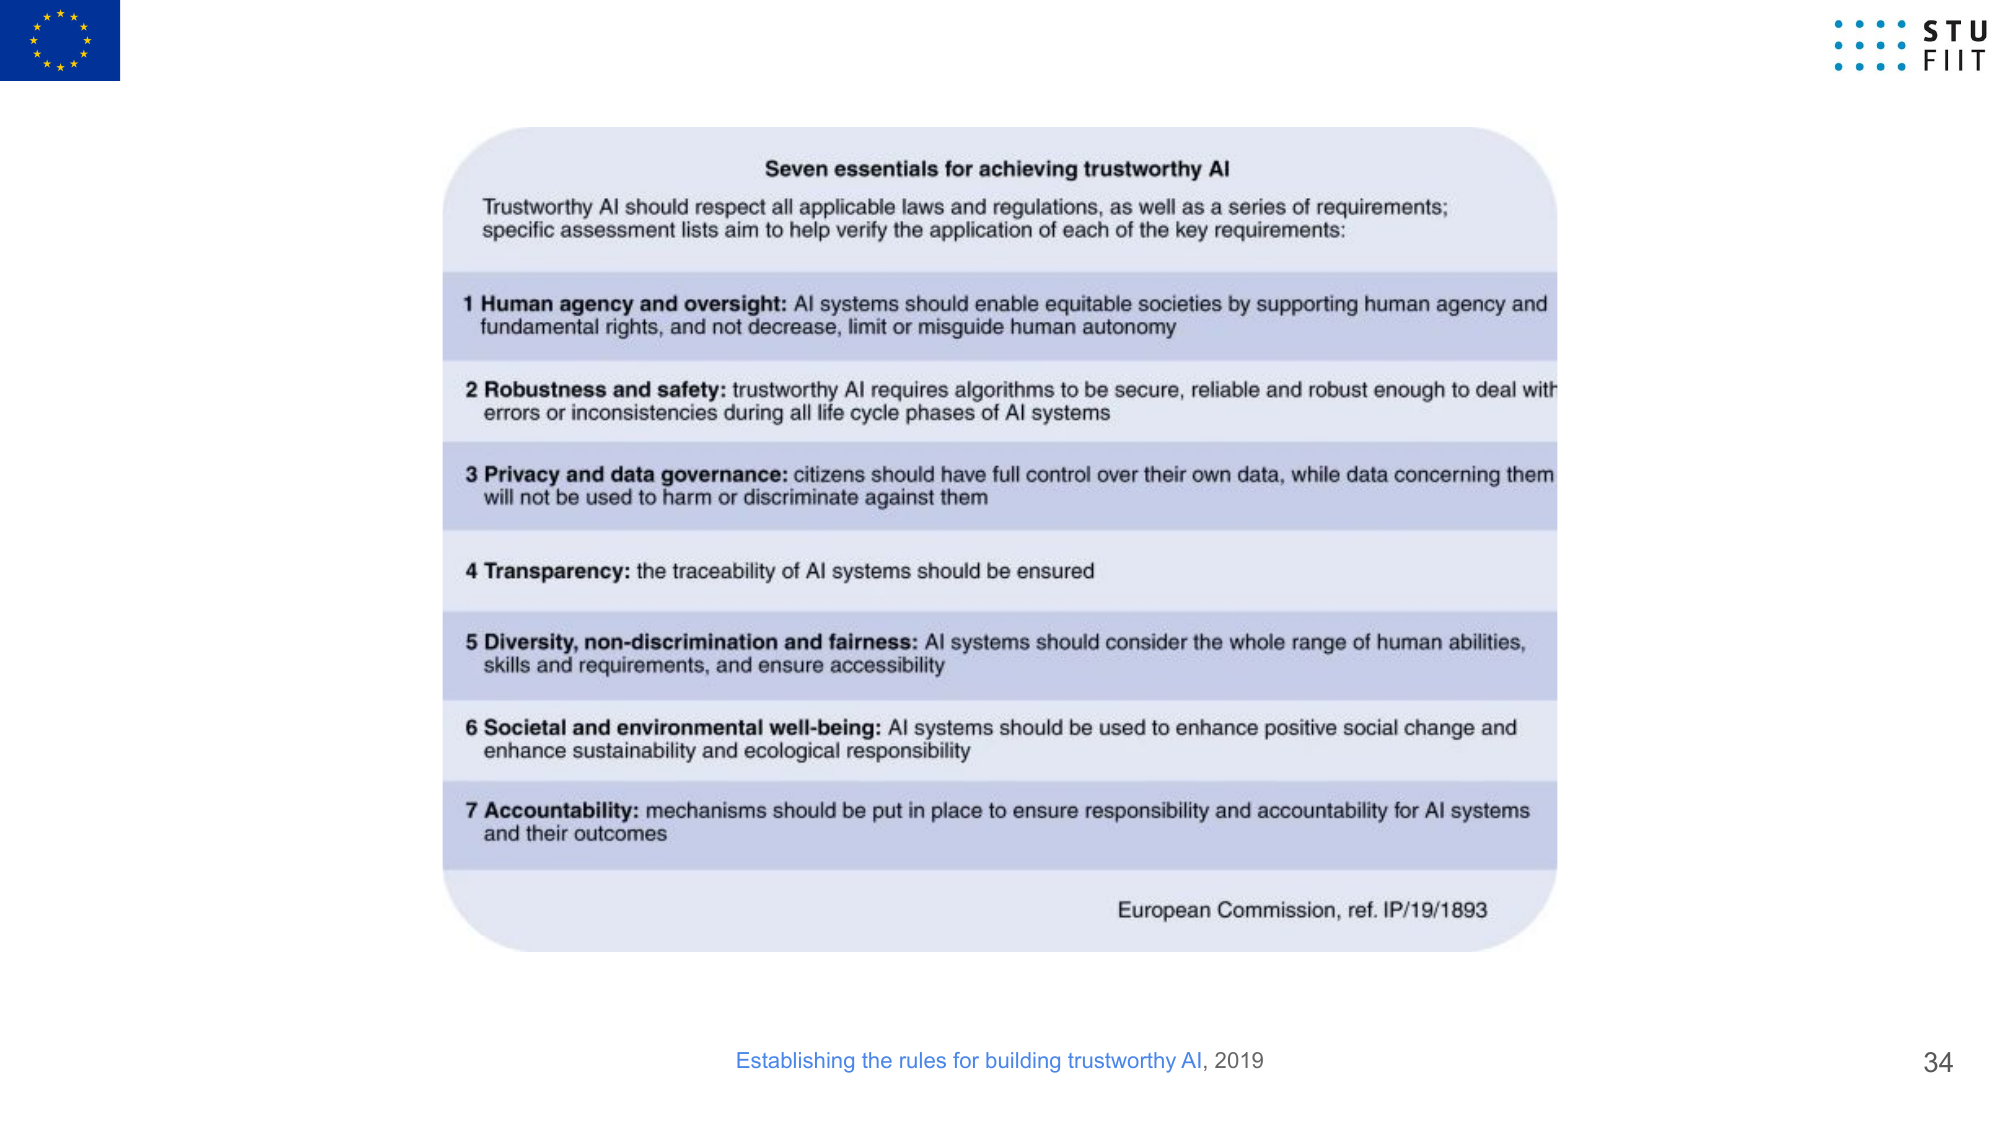 STU
FIIT
Seven essentials for achieving trustworthy AI
Trustworthy AI should respect all applicable laws and regulations, as well as a series of requirements;
specific assessment lists aim to help verify the application of each of the key requirements:
1 Human agency and oversight: AI systems should enable equitable societies by supporting human agency and
fundamental rights, and not decrease, limit or misguide human autonomy
2 Robustness and safety: trustworthy AI requires algorithms to be secure, reliable and robust enough to deal with
errors or inconsistencies during all life cycle phases of AI systems
3 Privacy and data governance: citizens should have full control over their own data, while data concerning them
will not be used to harm or discriminate against them
4 Transparency: the traceability of AI systems should be ensured
5 Diversity, non-discrimination and fairness: AI systems should consider the whole range of human abilities,
skills and requirements, and ensure accessibility
6 Societal and environmental well-being: AI systems should be used to enhance positive social change and
enhance sustainability and ecological responsibility
7 Accountability: mechanisms should be put in place to ensure responsibility and accountability for AI systems
and their outcomes
European Commission, ref. IP/19/1893
Establishing the rules for building trustworthy AI, 2019
34